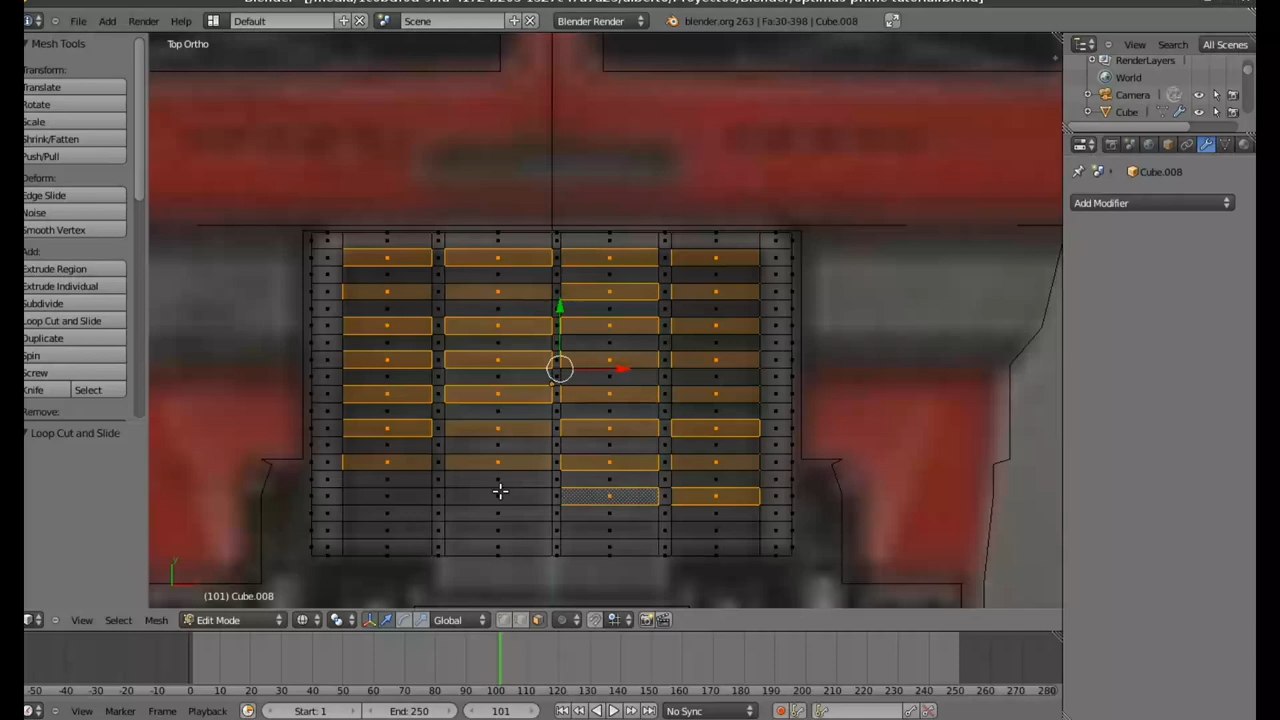 File Add Render Help Default Scene Blender Render blender.org 263 | Fa:30-398 | Cube.008
Mesh Tools
Transform:
Translate
Rotate
Scale
Shrink/Fatten
Push/Pull
Deform:
Edge Slide
Noise
Smooth Vertex
Add:
Extrude Region
Extrude Individual
Subdivide
Loop Cut and Slide
Duplicate
Spin
Screw
Knife Select
Remove:
Loop Cut and Slide
Top Ortho
(101) Cube.008
View Search All Scenes
RenderLayers
World
Camera
Cube
Cube.008
Add Modifier
View Select Mesh Edit Mode Global
-50 -40 -30 -20 -10 0 10 20 30 40 50 60 70 80 90 100 110 120 130 140 150 160 170 180 190 200 210 220 230 240 250 260 270 280
View Marker Frame Playback Start: 1 End: 250 101 No Sync